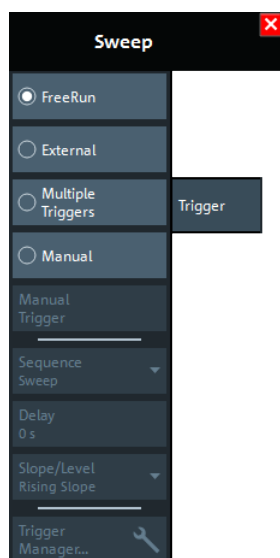 Sweep
FreeRun
External
Multiple
Triggers
Trigger
Manual
Manual
Trigger
Sequence
Sweep
Delay
0 s
Slope/Level
Rising Slope
Trigger
Manager...